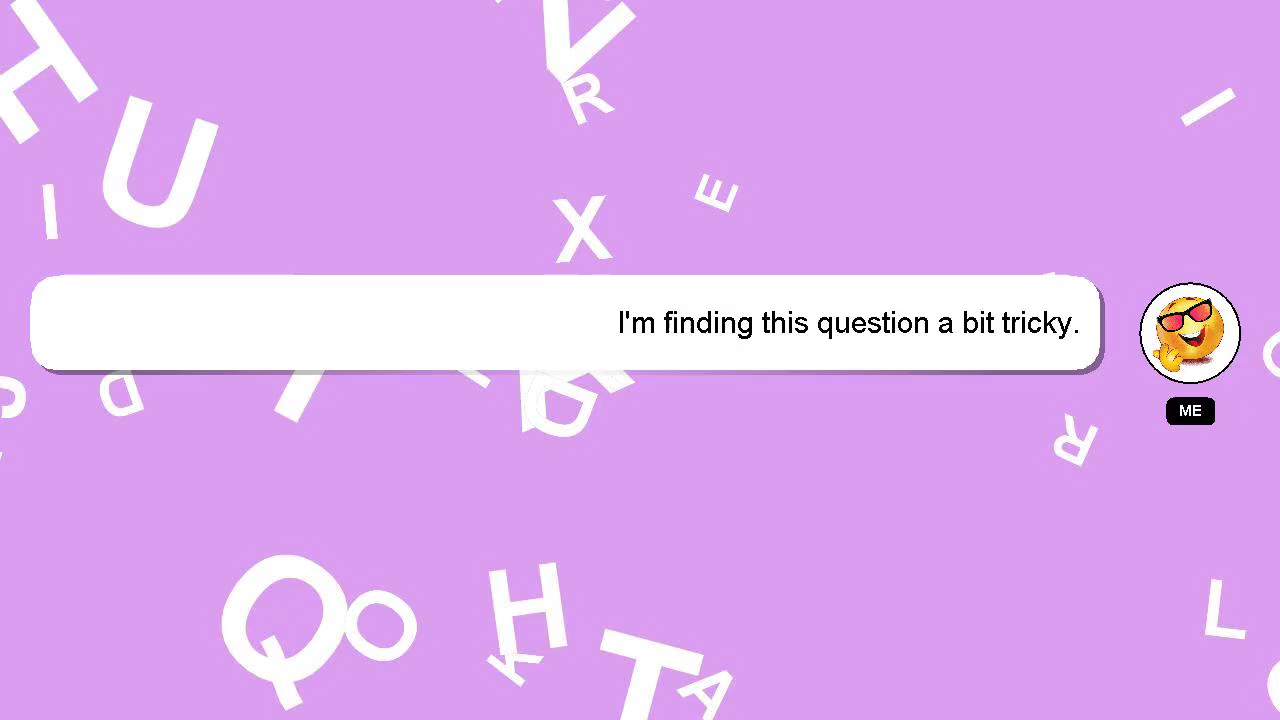 H
V
R
U
I
E
I
X
I'm finding this question a bit tricky.
ME
S
D
I
R
Q
O
H
K
T
A
L